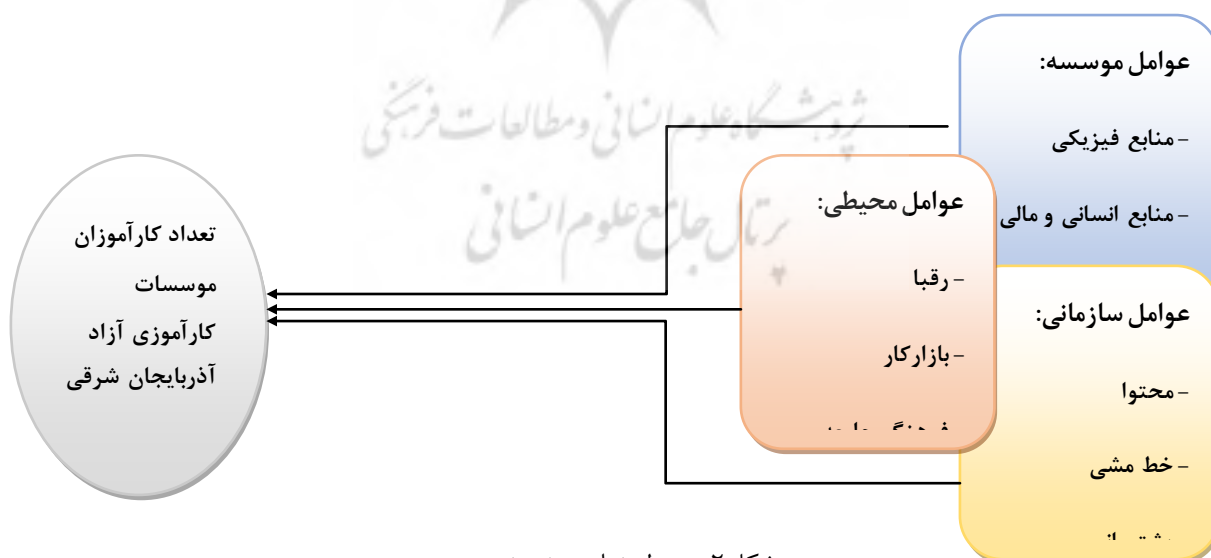 عوامل موسسه:
-منابع فیزیکی
-منابع انسانی و مالی
پژوهشگاه علوم انسانی و مطالعات فرهنگی
پرتال جامع علوم انسانی
عوامل محیطی:
-رقبا
-بازارکار
عوامل سازمانی:
-محتوا
-خط مشی
تعداد کارآموزان
موسسات
کارآموزی آزاد
آذربایجان شرقی